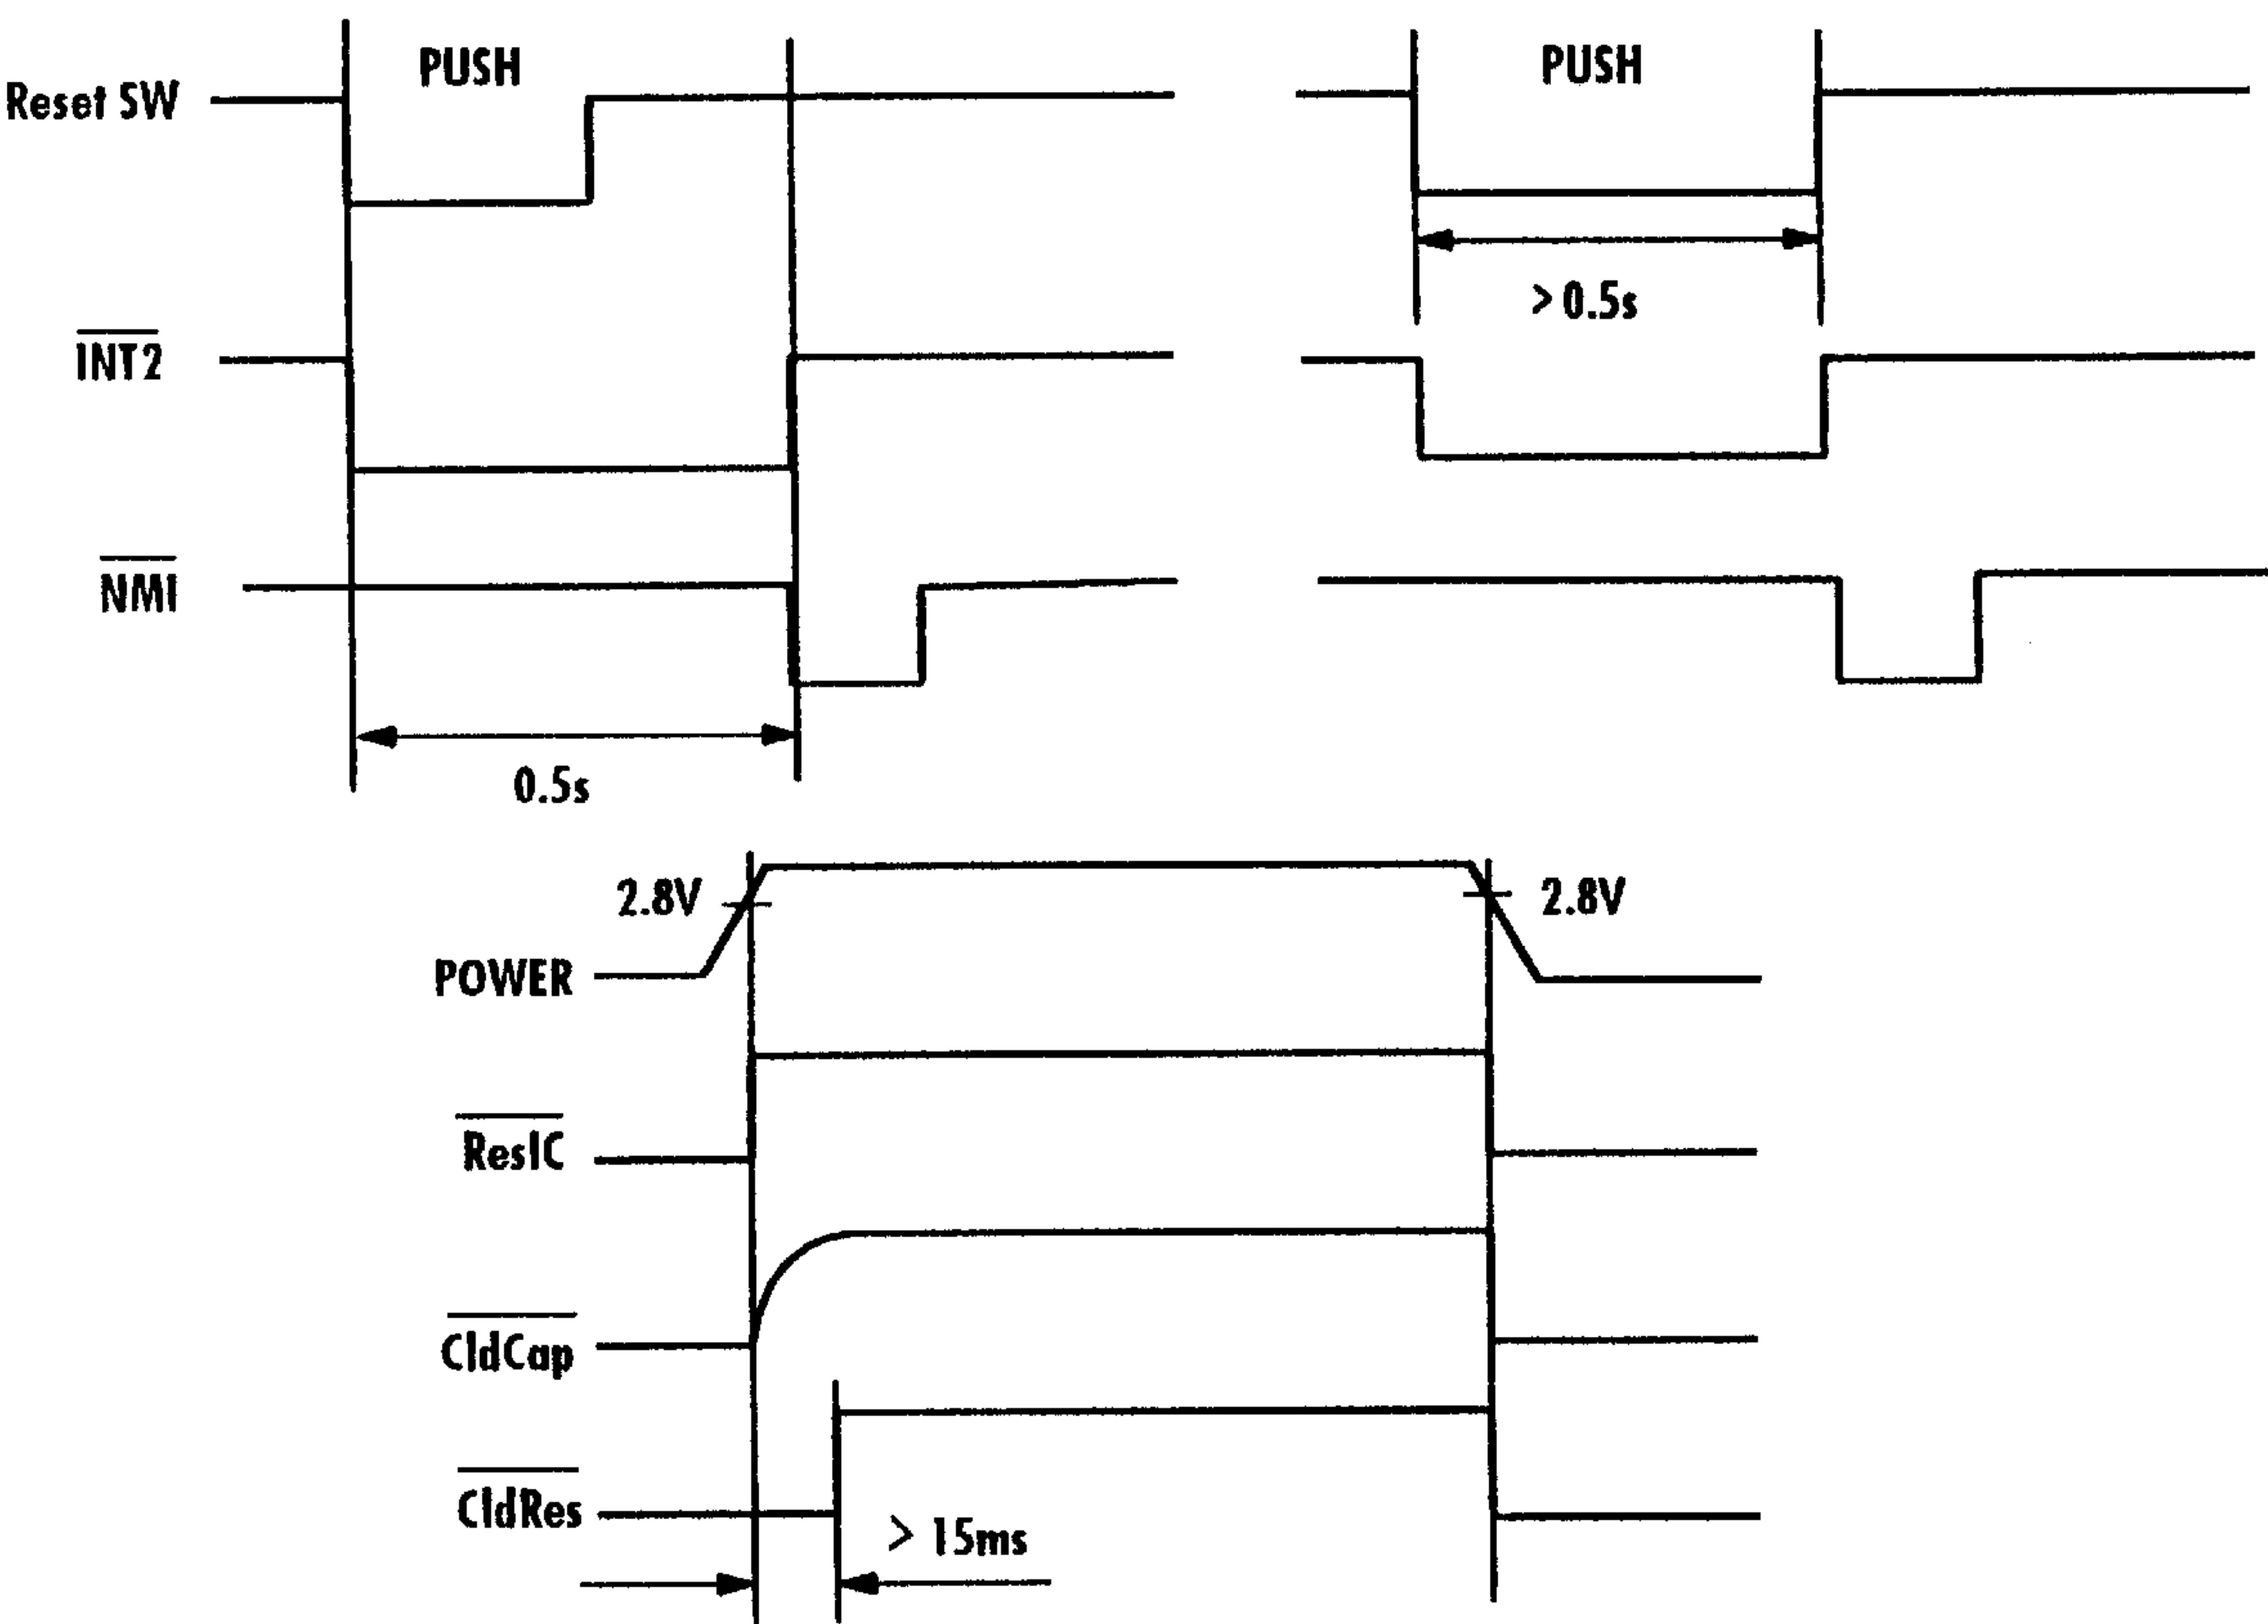 PUSH
PUSH
Reset SW
> 0.5s
INT2
NMI
0.5s
2.8V
2.8V
POWER
ResIC
CldCap
CldRes
> 15ms